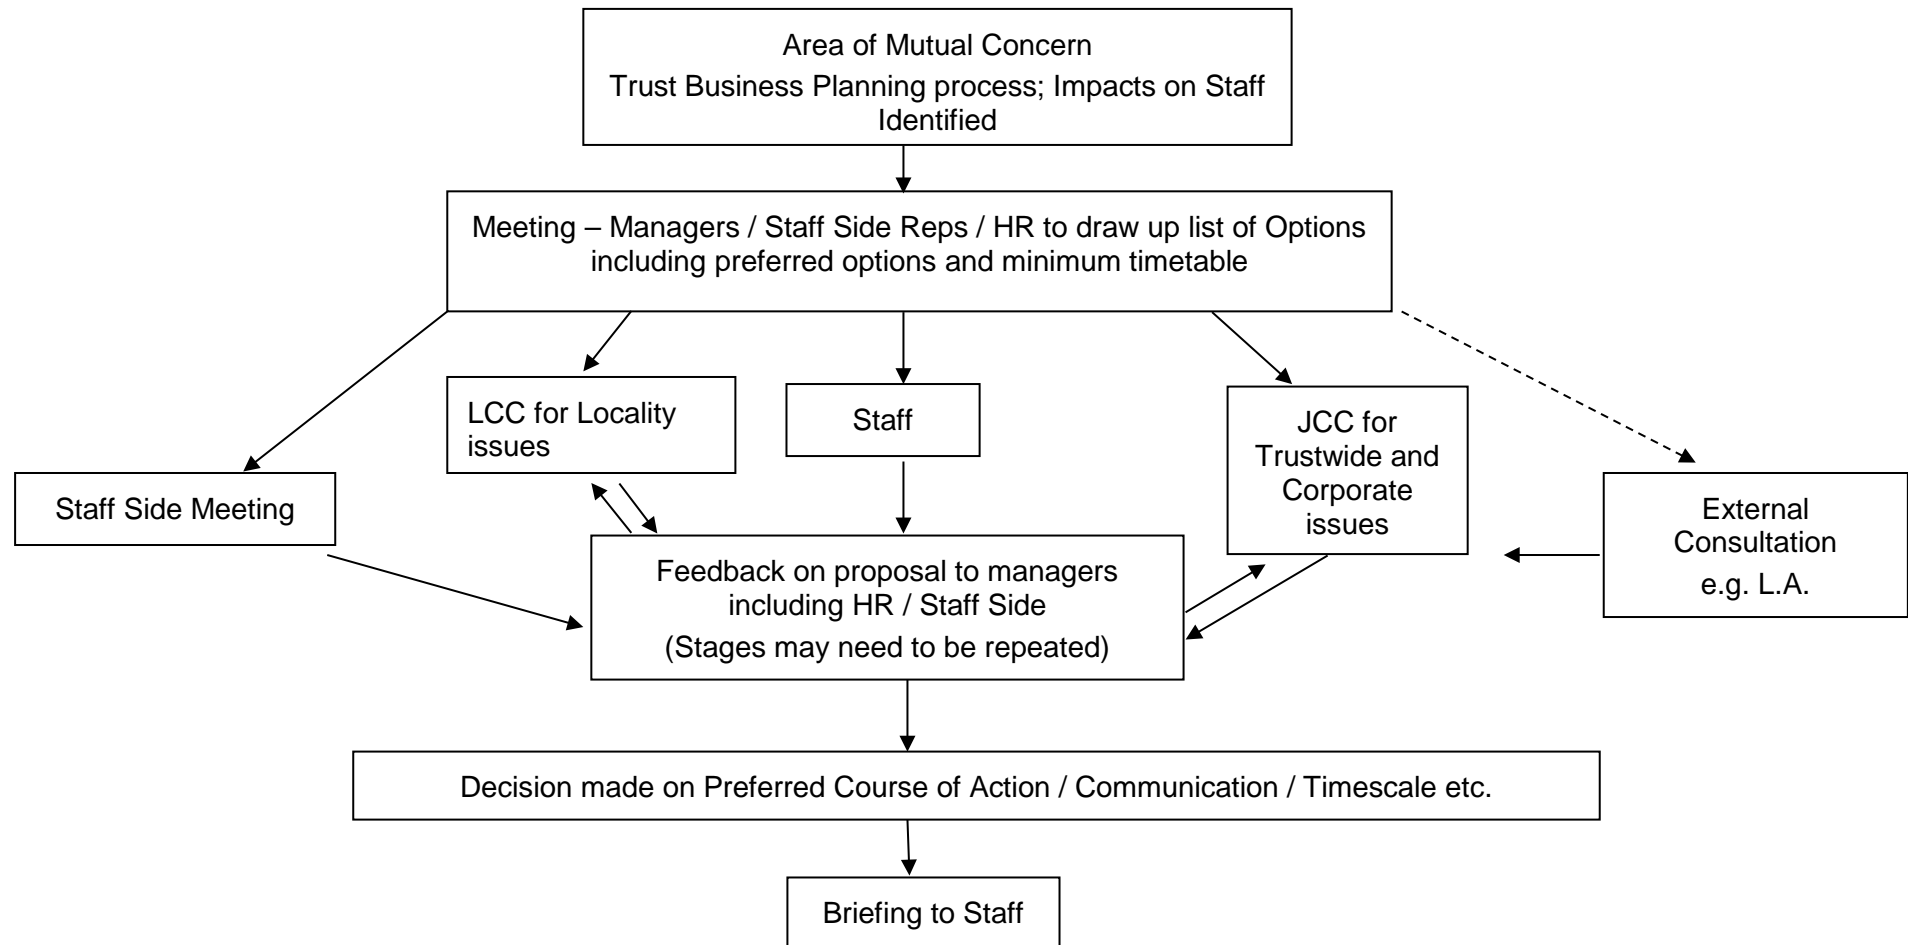 Area of Mutual Concern
Trust Business Planning process; Impacts on Staff
Identified
Meeting – Managers / Staff Side Reps / HR to draw up list of Options
including preferred options and minimum timetable
LCC for Locality
issues
Staff
JCC for
Trustwide and
Corporate
issues
Staff Side Meeting
External
Consultation
e.g. L.A.
Feedback on proposal to managers
including HR / Staff Side
(Stages may need to be repeated)
Decision made on Preferred Course of Action / Communication / Timescale etc.
Briefing to Staff